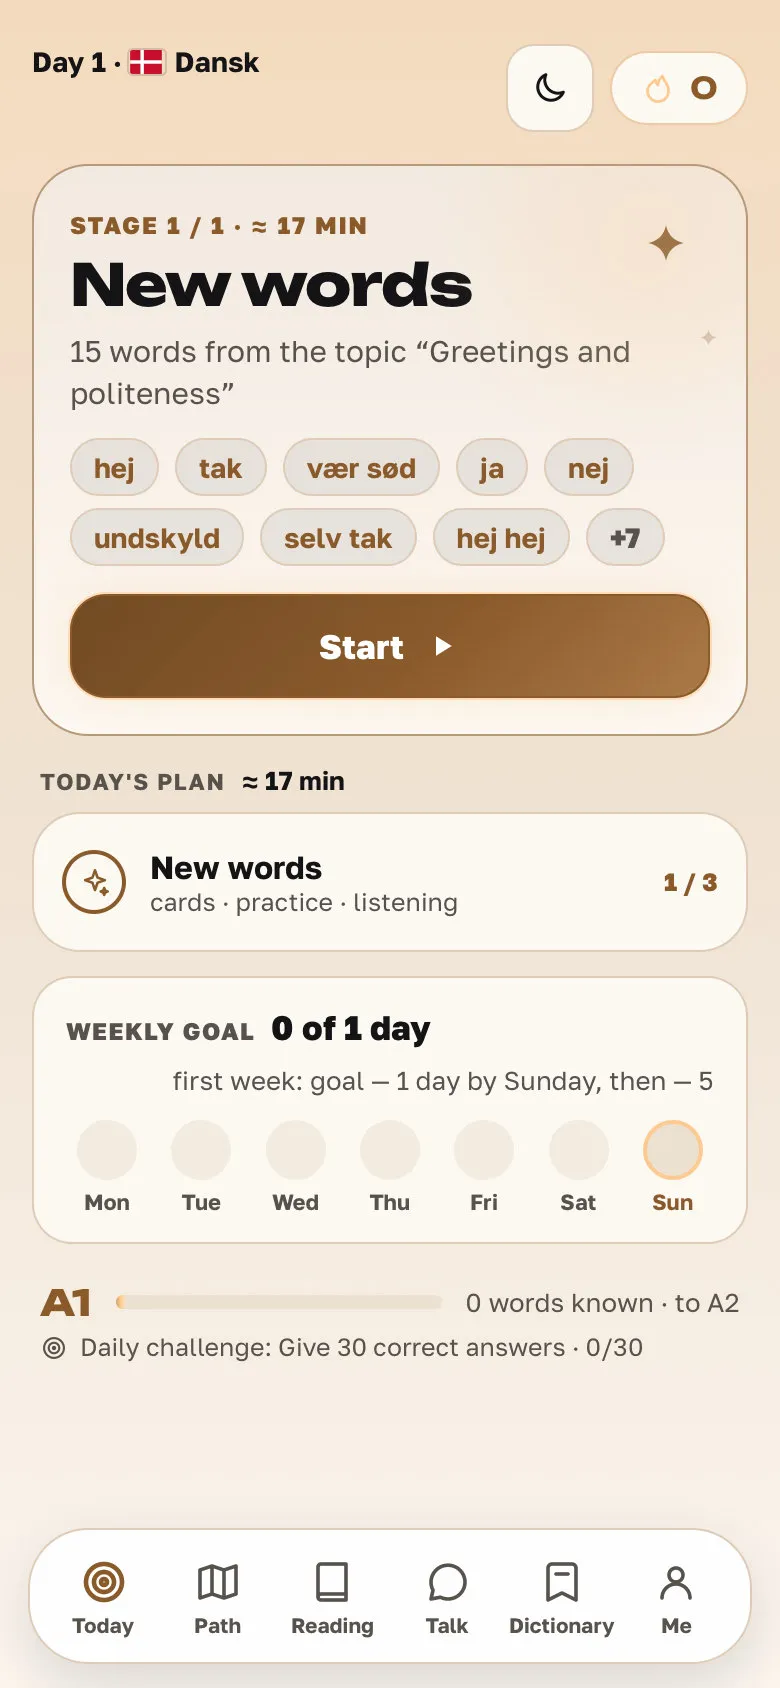 Day 1 · 🇩🇰 Dansk
0
STAGE 1 / 1 · ≈ 17 MIN
New words
15 words from the topic “Greetings and
politeness”
hej tak vær sød ja nej
undskyld selv tak hej hej +7
Start
TODAY'S PLAN ≈ 17 min
New words
cards · practice · listening
1 / 3
WEEKLY GOAL 0 of 1 day
first week: goal — 1 day by Sunday, then — 5
Mon Tue Wed Thu Fri Sat Sun
A1 0 words known · to A2
Daily challenge: Give 30 correct answers · 0/30
Today Path Reading Talk Dictionary Me